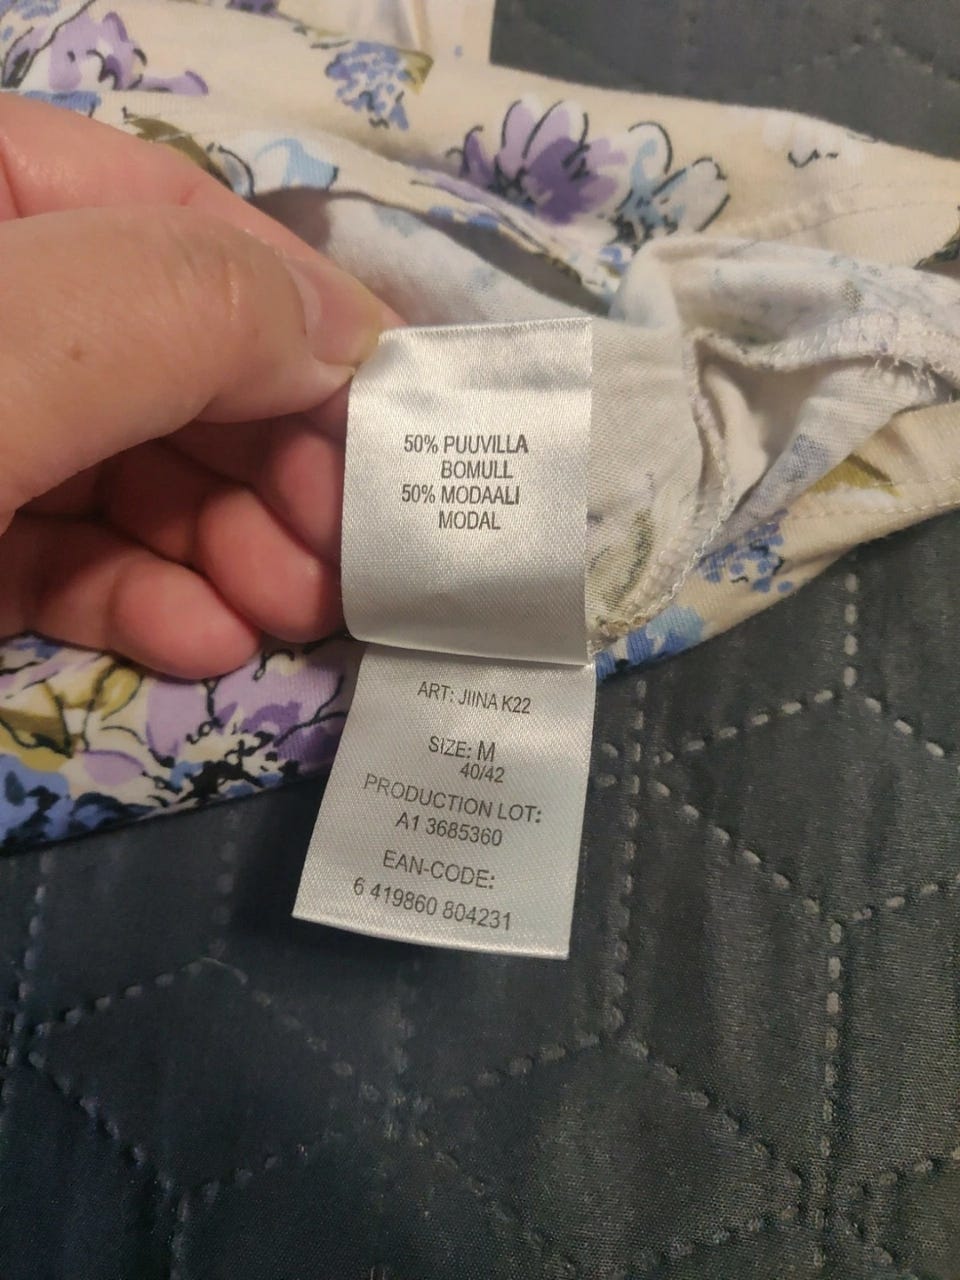 50% PUUVILLA
BOMULL
50% MODAALI
MODAL
ART: JIINA K22
SIZE: M
40/42
PRODUCTION LOT:
A1 3685360
EAN-CODE:
6 419860 804231